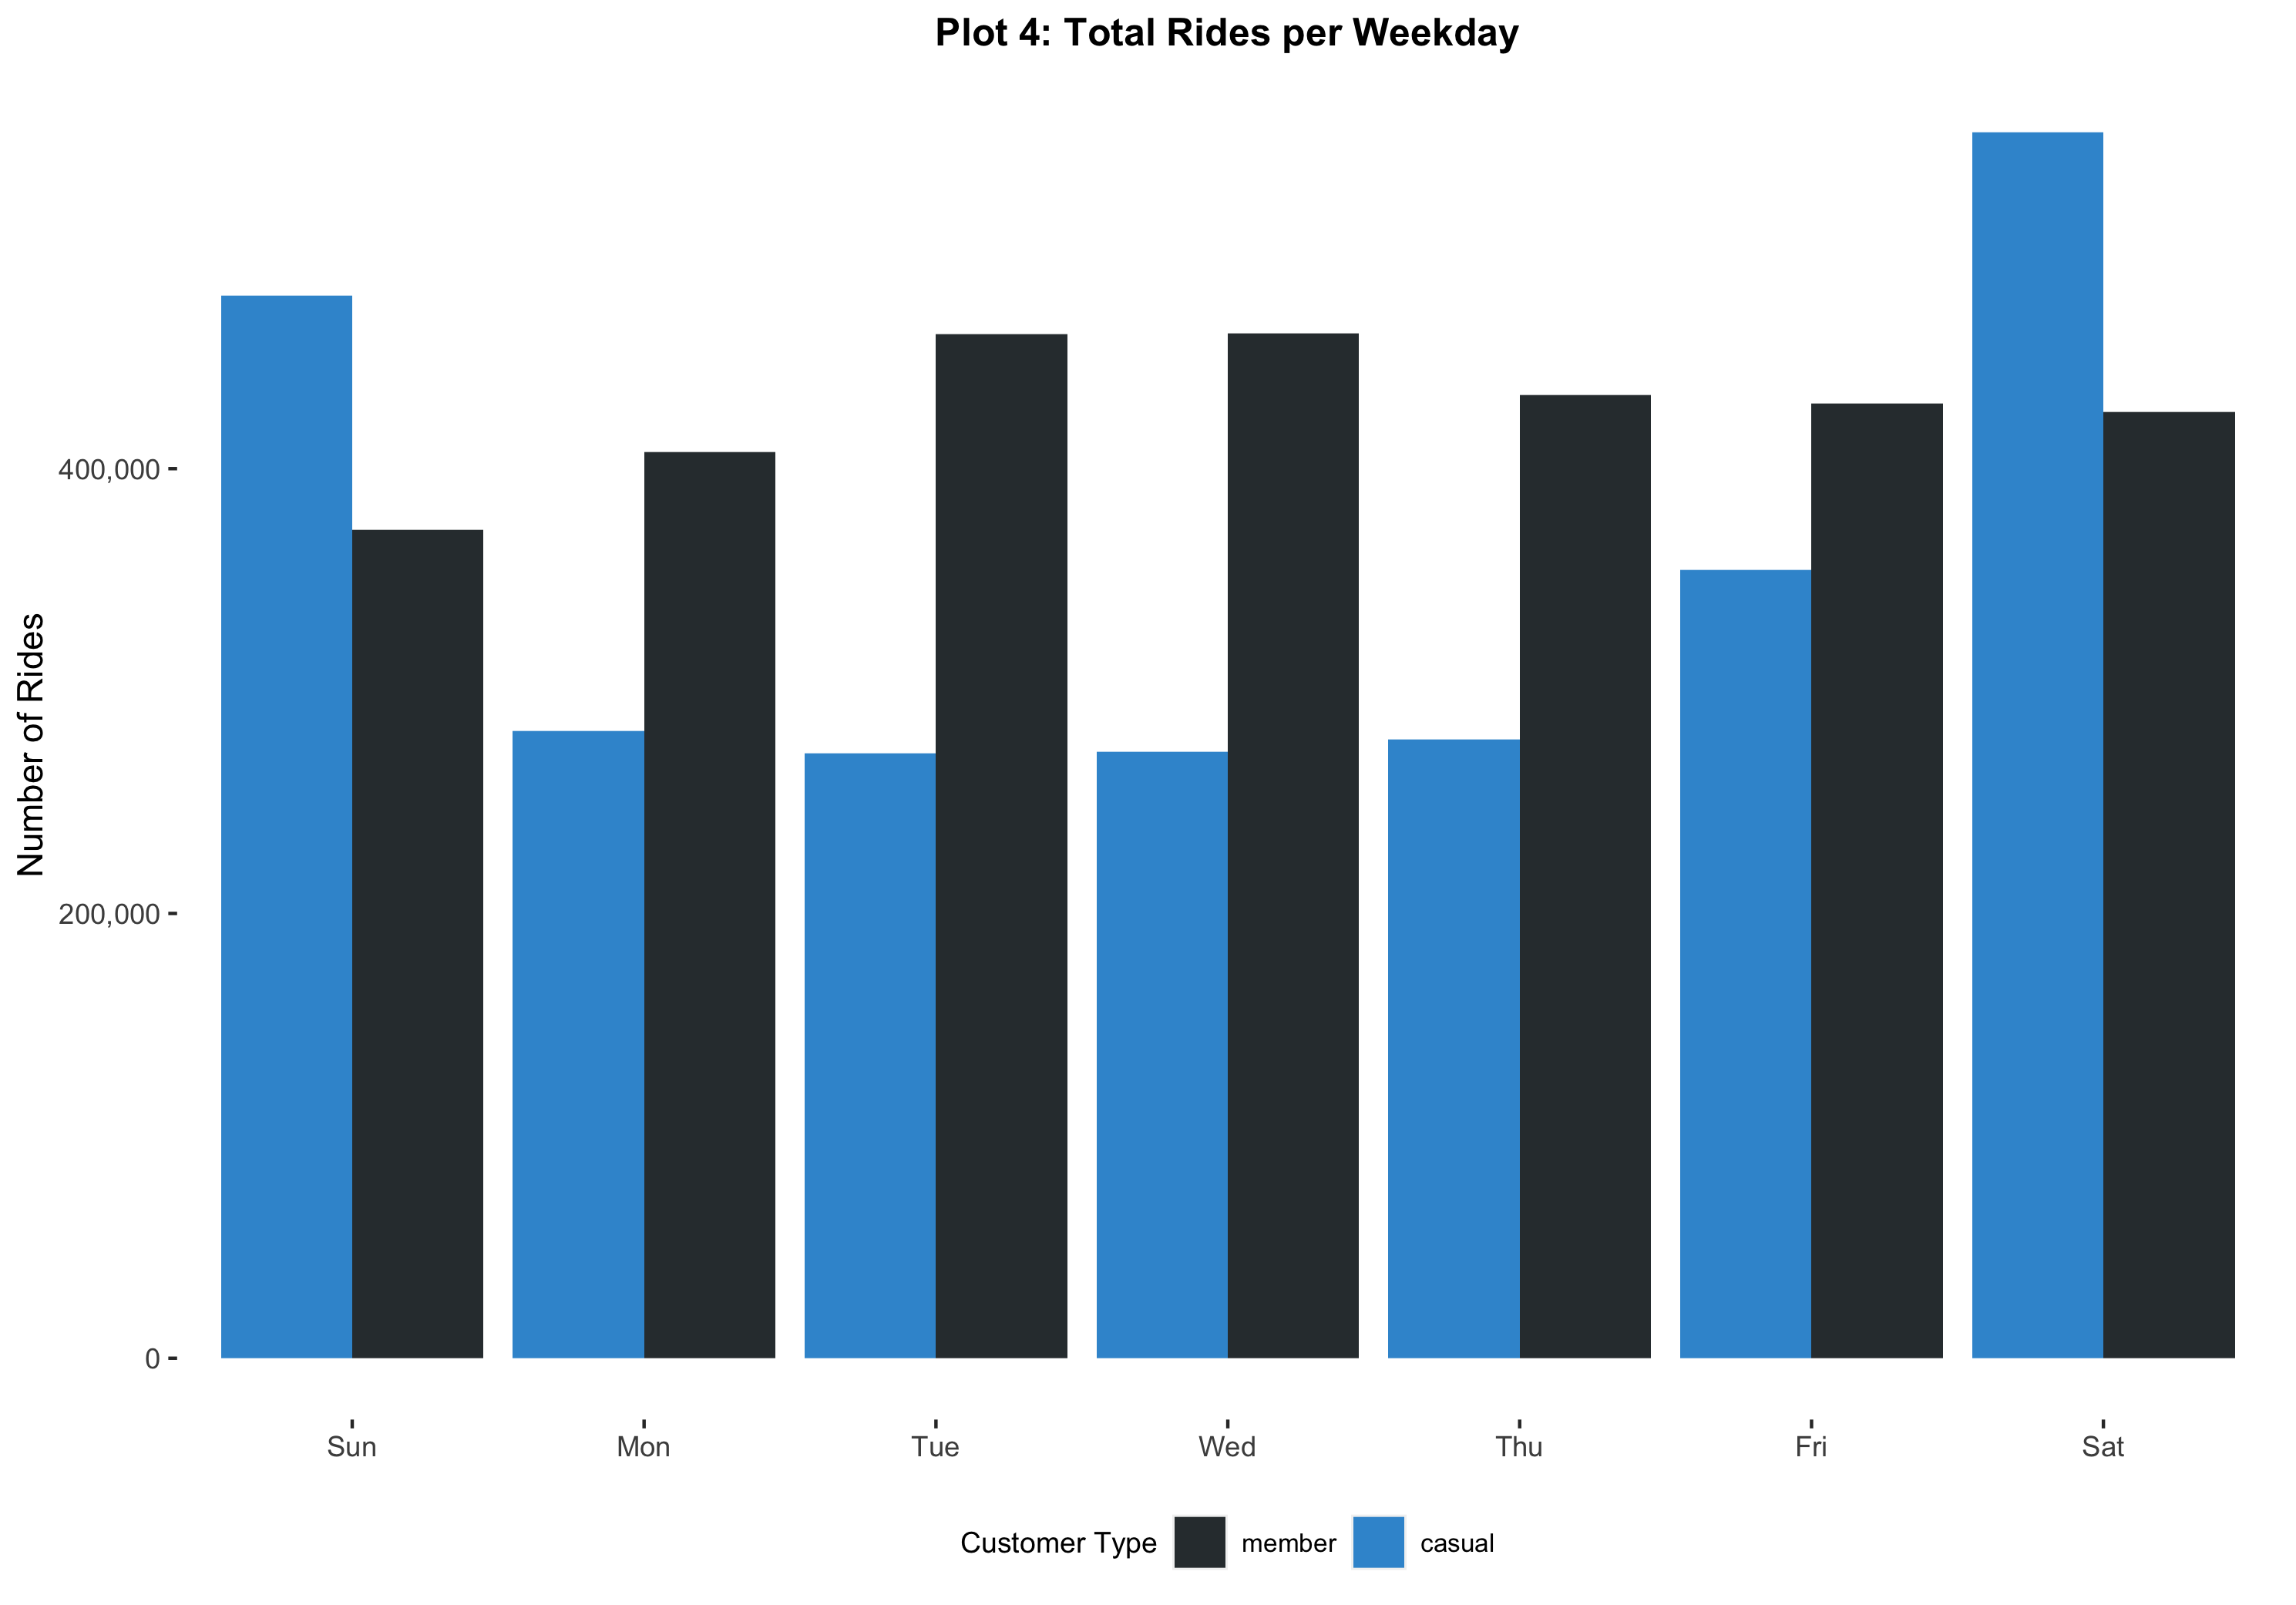 Plot 4: Total Rides per Weekday
Number of Rides
400,000
200,000
0
Sun Mon Tue Wed Thu Fri Sat
Customer Type member casual